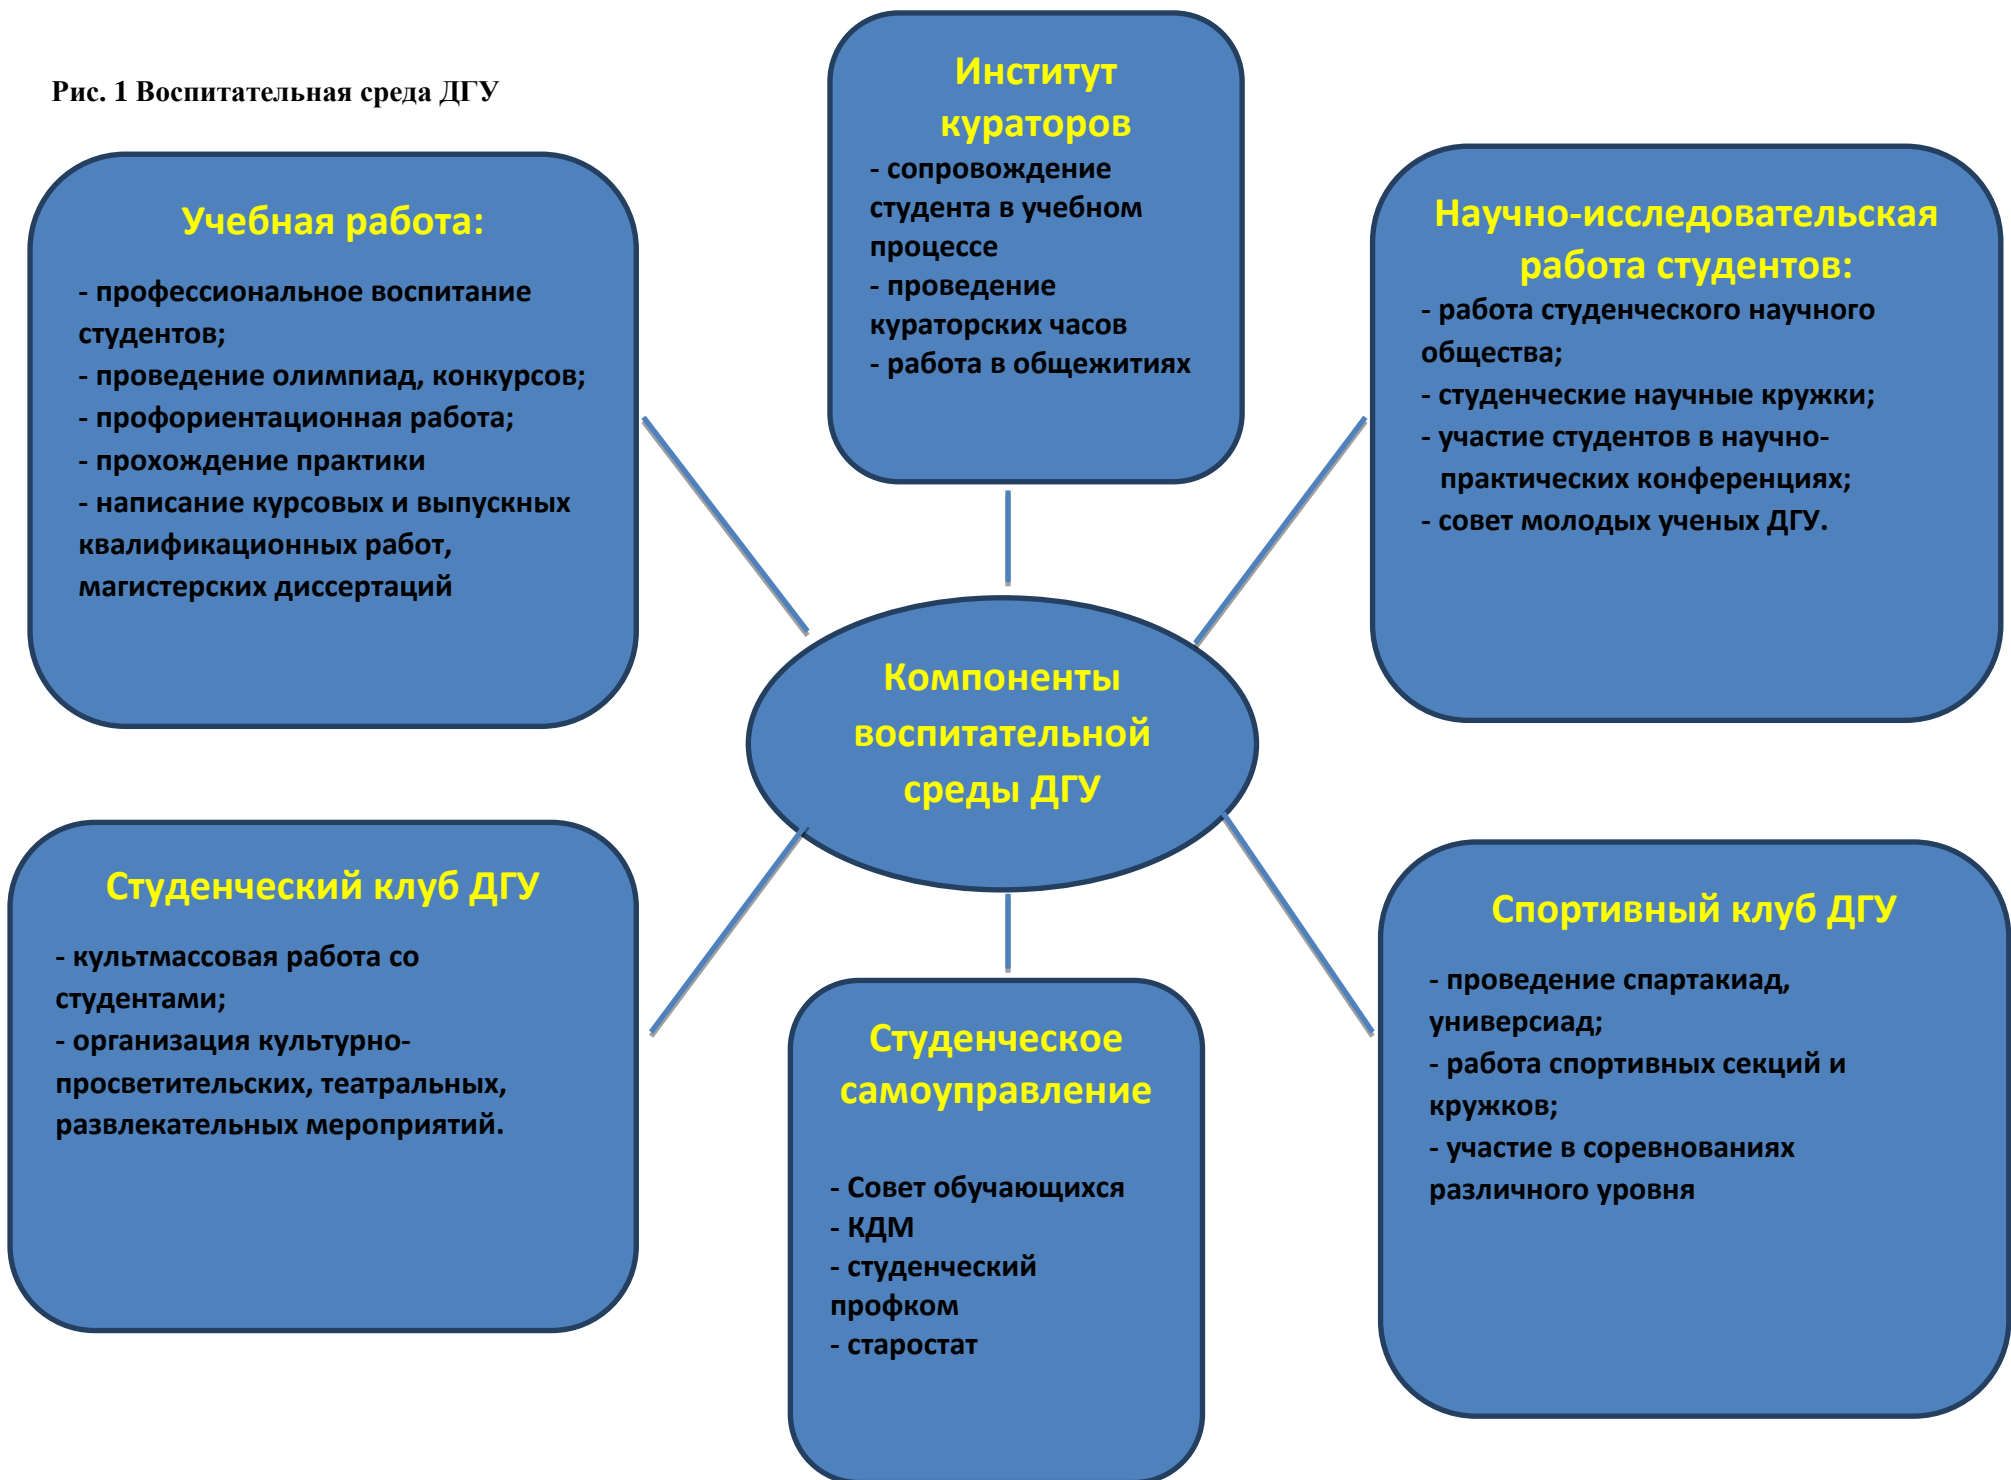 Рис. 1 Воспитательная среда ДГУ
Институт
кураторов
- сопровождение
студента в учебном
процессе
- проведение
кураторских часов
- работа в общежитиях
Учебная работа:
- профессиональное воспитание
студентов;
- проведение олимпиад, конкурсов;
- профориентационная работа;
- прохождение практики
- написание курсовых и выпускных
квалификационных работ,
магистерских диссертаций
Научно-исследовательская
работа студентов:
- работа студенческого научного
общества;
- студенческие научные кружки;
- участие студентов в научно-
практических конференциях;
- совет молодых ученых ДГУ.
Компоненты
воспитательной
среды ДГУ
Студенческий клуб ДГУ
- культмассовая работа со
студентами;
- организация культурно-
просветительских, театральных,
развлекательных мероприятий.
Студенческое
самоуправление
- Совет обучающихся
- КДМ
- студенческий
профком
- старостат
Спортивный клуб ДГУ
- проведение спартакиад,
универсиад;
- работа спортивных секций и
кружков;
- участие в соревнованиях
различного уровня